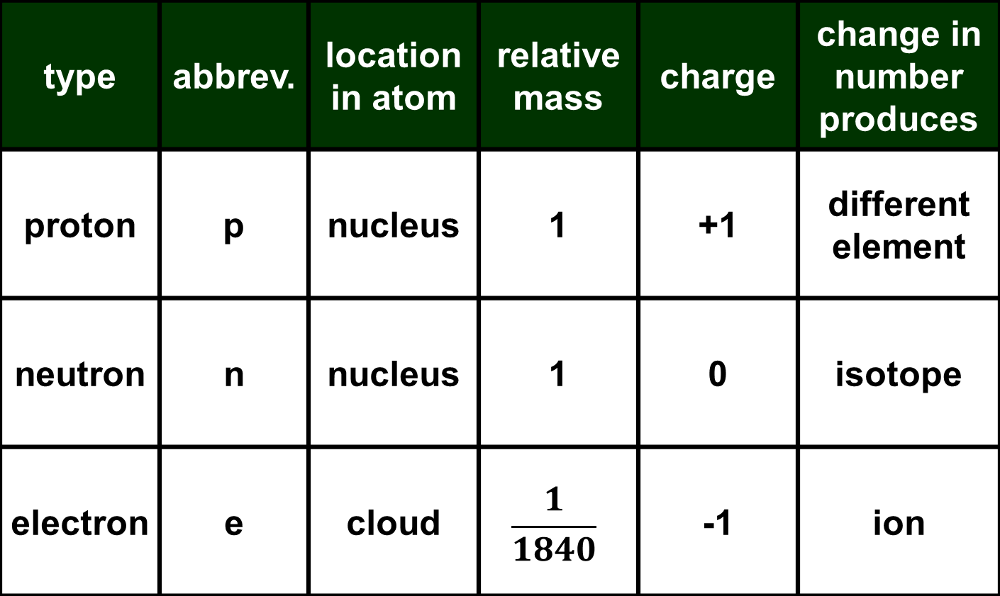 type
abbrev.
location
in atom
relative
mass
charge
change in
number
produces
proton
p
nucleus
1
+1
different
element
neutron
n
nucleus
1
0
isotope
electron
e
cloud
1
1840
-1
ion